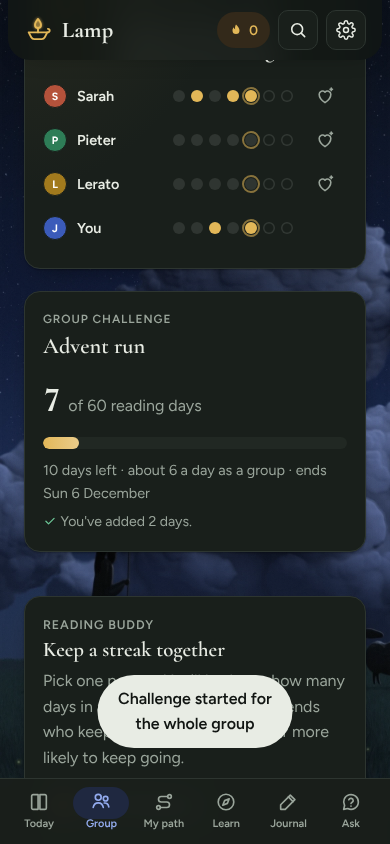 Lamp
0
S Sarah
P Pieter
L Lerato
J You
GROUP CHALLENGE
Advent run
7 of 60 reading days
10 days left · about 6 a day as a group · ends
Sun 6 December
✓ You've added 2 days.
READING BUDDY
Keep a streak together
Pick one how many
days in ends
who more
likely to keep going.
Challenge started for
the whole group
Today
Group
My path
Learn
Journal
Ask